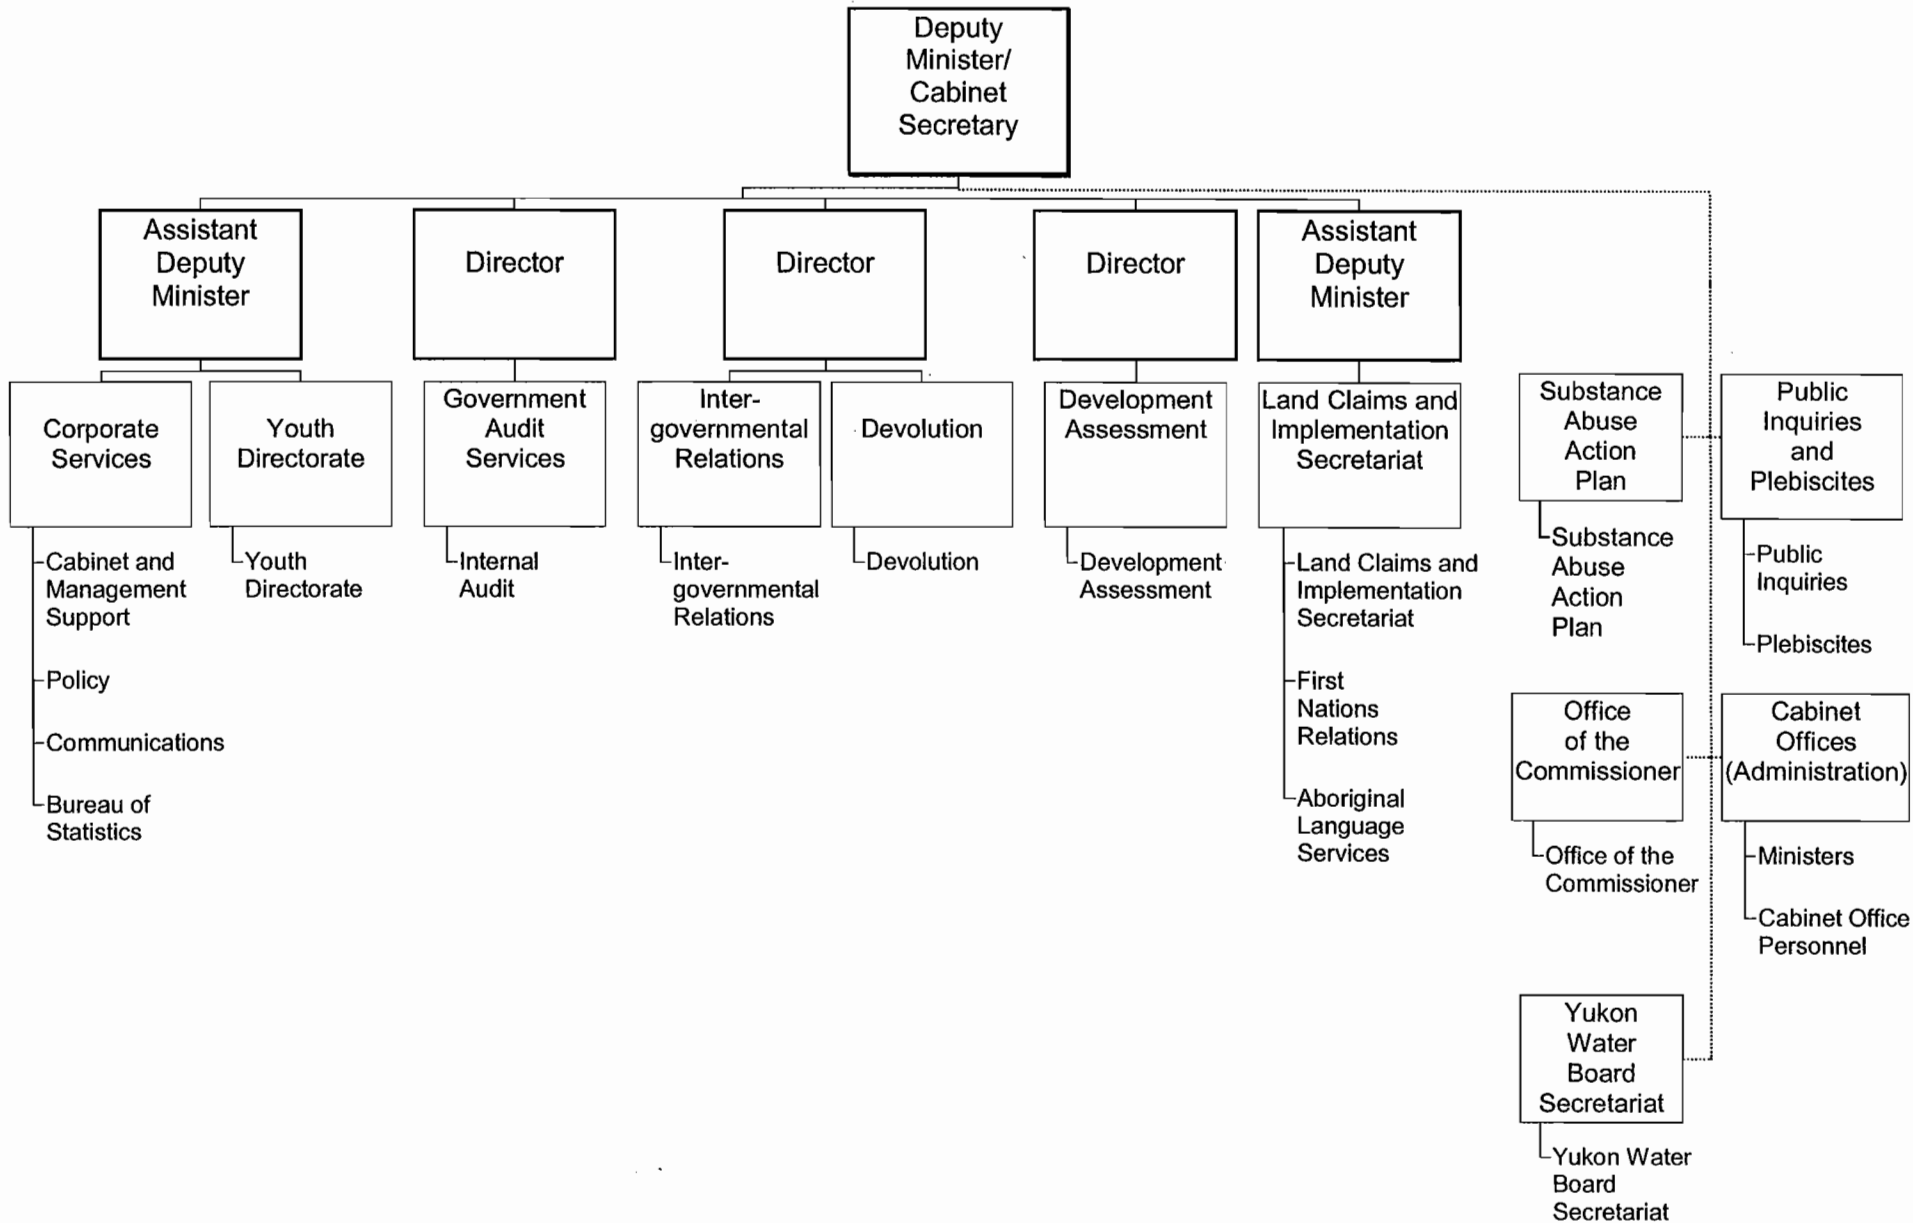 Deputy
Minister/
Cabinet
Secretary
Assistant
Deputy
Minister
Director
Director
Director
Assistant
Deputy
Minister
Corporate
Services
Youth
Directorate
Government
Audit
Services
Inter-
governmental
Relations
Devolution
Development
Assessment
Land Claims and
Implementation
Secretariat
Substance
Abuse
Action
Plan
Public
Inquiries
and
Plebiscites
Cabinet and
Management
Support
Policy
Communications
Bureau of
Statistics
Youth
Directorate
Internal
Audit
Inter-
governmental
Relations
Devolution
Development
Assessment
Land Claims and
Implementation
Secretariat
First
Nations
Relations
Aboriginal
Language
Services
Substance
Abuse
Action
Plan
Public
Inquiries
Plebiscites
Office
of the
Commissioner
Cabinet
Offices
(Administration)
Office of the
Commissioner
Ministers
Cabinet Office
Personnel
Yukon
Water
Board
Secretariat
Yukon Water
Board
Secretariat